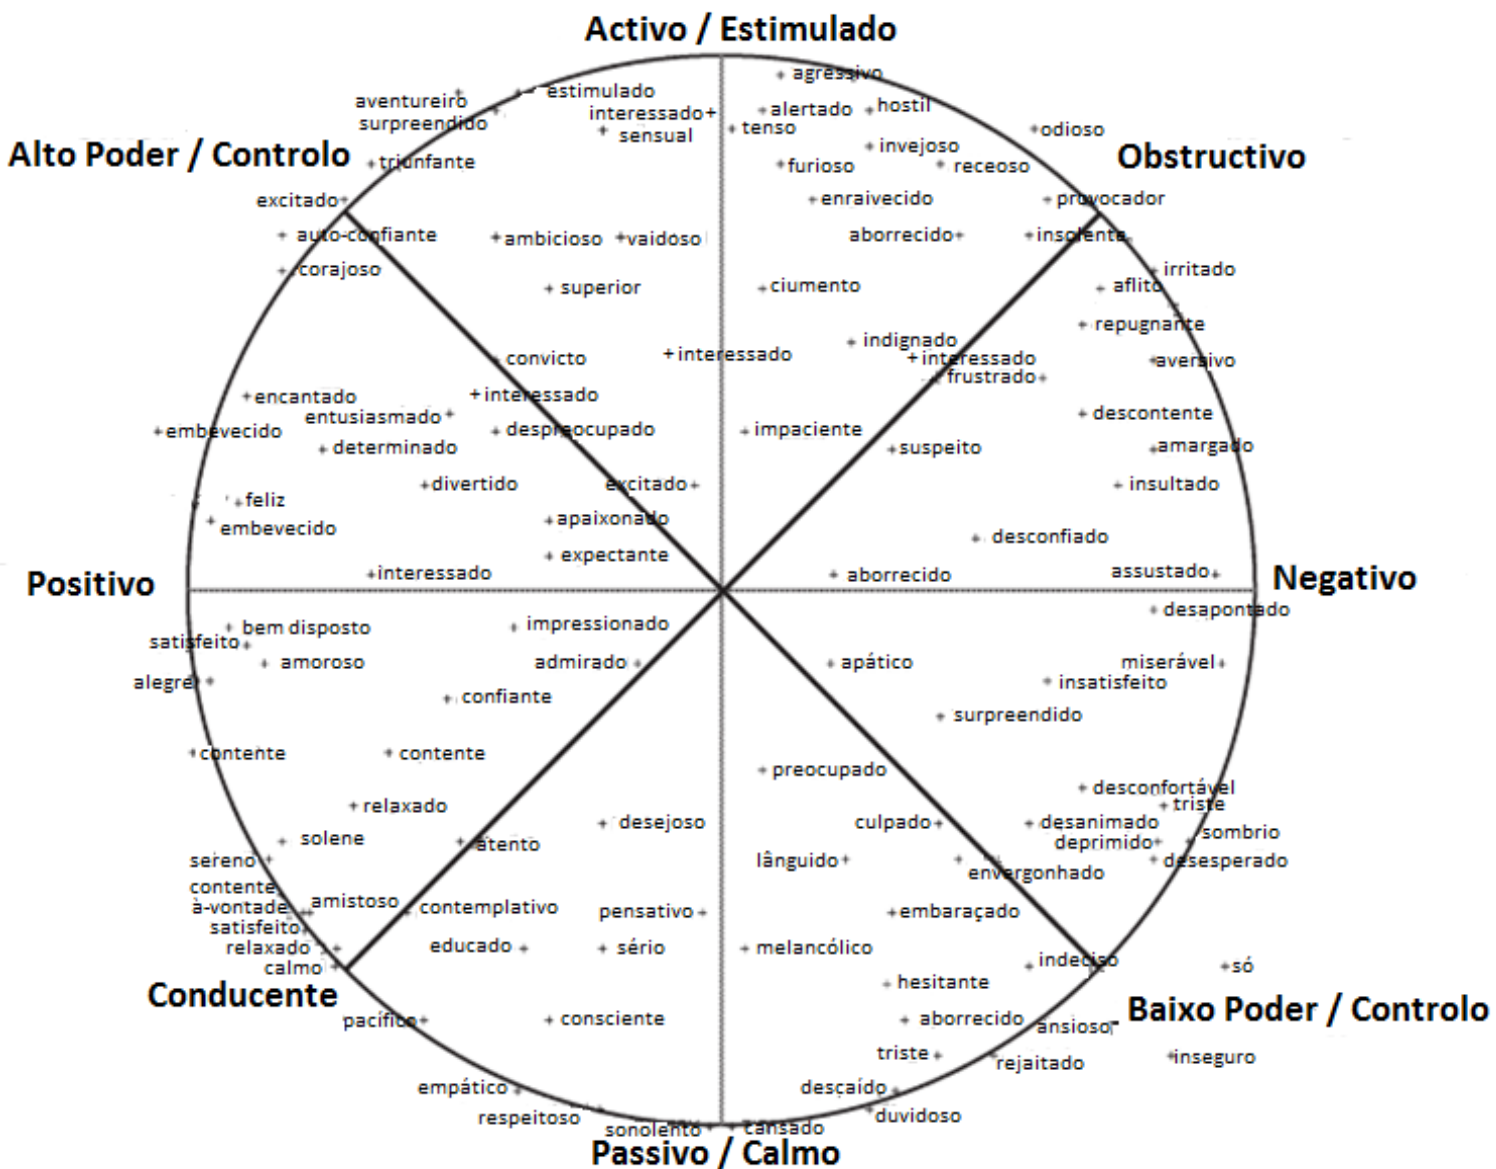 Activo / Estimulado
agressivo
estimulado
aventureiro
interessado
alertado
hostil
surpreendido
sensual
tenso
odioso
invejoso
Alto Poder / Controlo
triunfante
furioso
receoso
Obstructivo
excitado
enraivecido
provocador
auto-confiante
ambicioso
vaidoso
aborrecido
insolente
corajoso
irritado
superior
ciumento
aflito
repugnante
indignado
convicto
interessado
interessado
aversivo
frustrado
encantado
interessado
entusiasmado
descontente
embevecido
despreocupado
impaciente
determinado
suspeito
amargado
divertido
excitado
insultado
feliz
embevecido
apaixonado
desconfiado
expectante
interessado
aborrecido
assustado
Positivo
Negativo
desapontado
bem disposto
impressionado
satisfeito
amoroso
admirado
apático
miserável
alegre
insatisfeito
confiante
surpreendido
contente
contente
preocupado
desconfortável
relaxado
triste
desejoso
culpado
desanimado
sombrio
solene
atento
deprimido
sereno
lânguido
desesperado
envergonhado
contente
à-vontade
amistoso
contemplativo
pensativo
embaraçado
satisfeito
relaxado
educado
sério
melancólico
calmo
indeciso
só
hesitante
Conducente
Baixo Poder / Controlo
pacífico
consciente
aborrecido
ansioso
triste
rejaitado
inseguro
empático
desçaído
respeitoso
duvidoso
sonolento
cansado
Passivo / Calmo